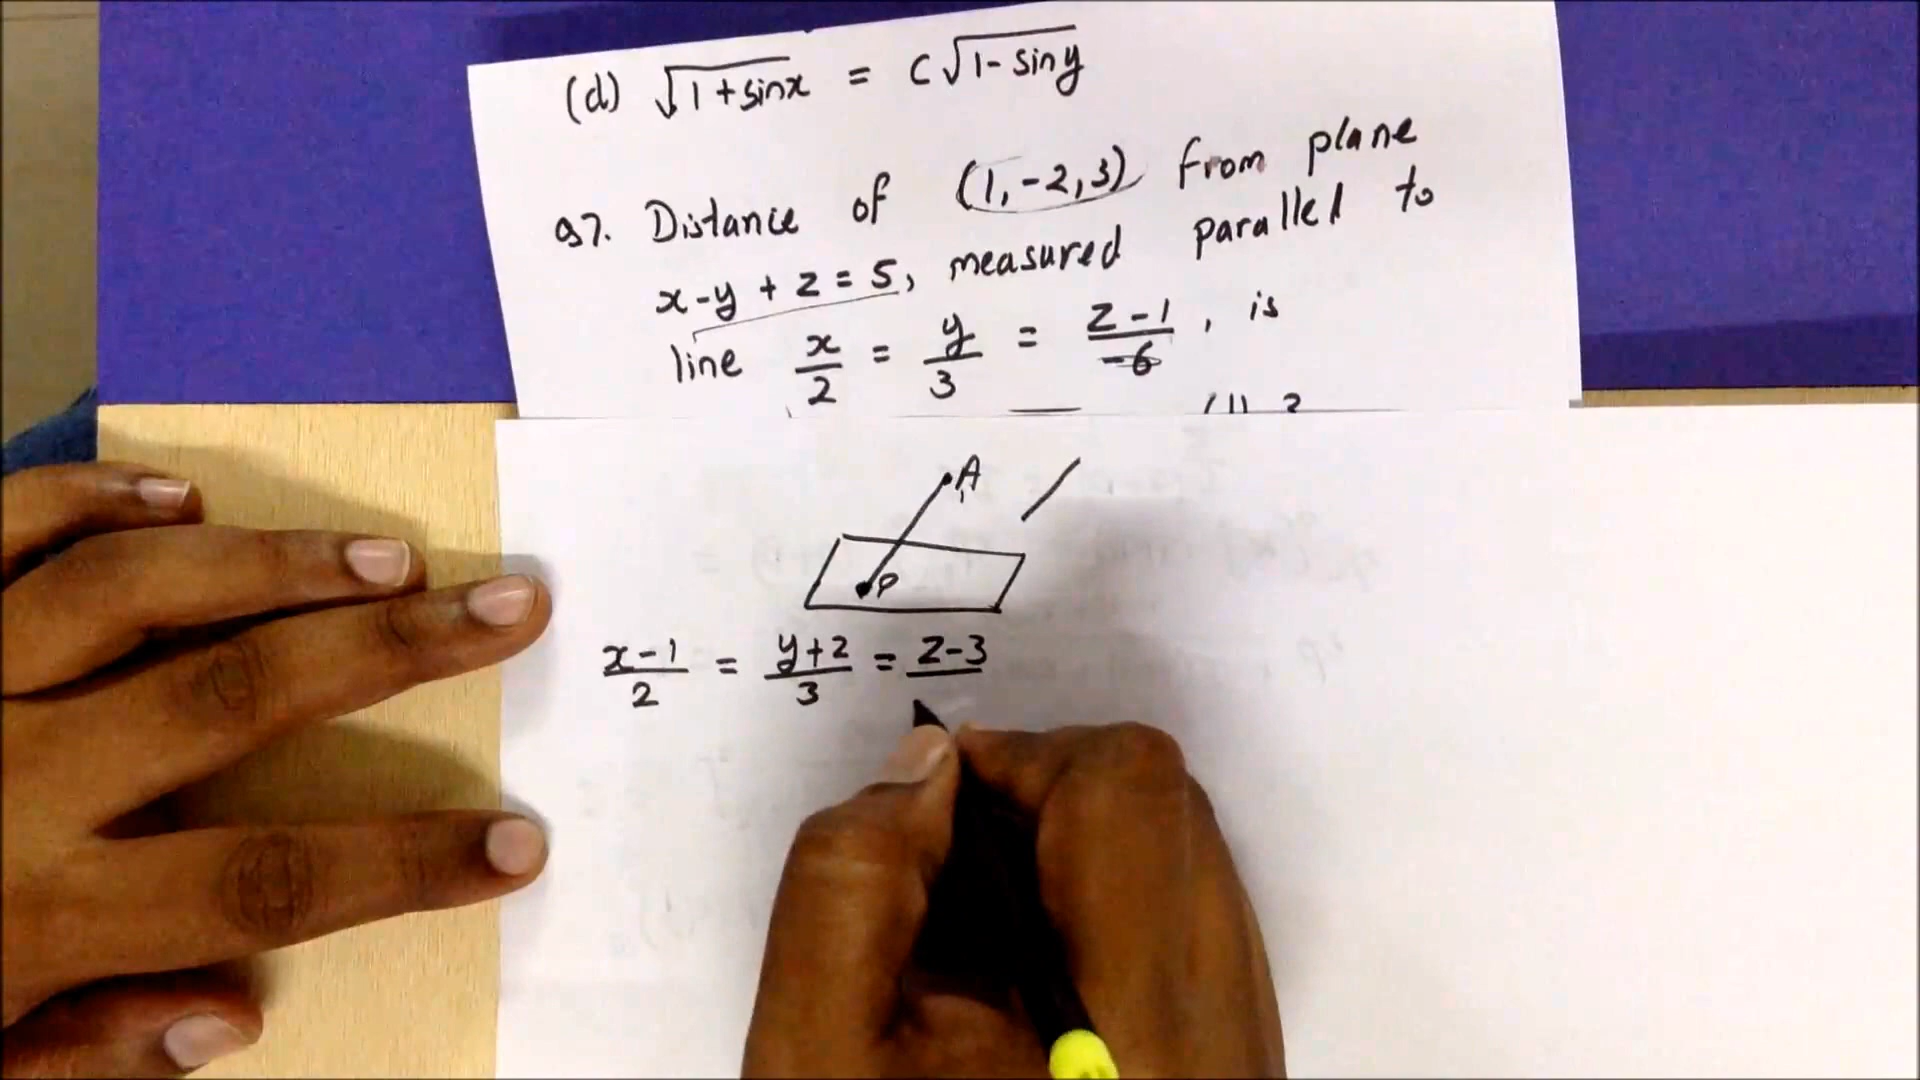 (d) √(1+sinx) = C√(1-siny)
Q7. Distance of (1,-2,3) from plane
x-y+z=5, measured parallel to
line x/2 = y/3 = z-1/-6, is
A
P
x-1/2 = y+2/3 = z-3